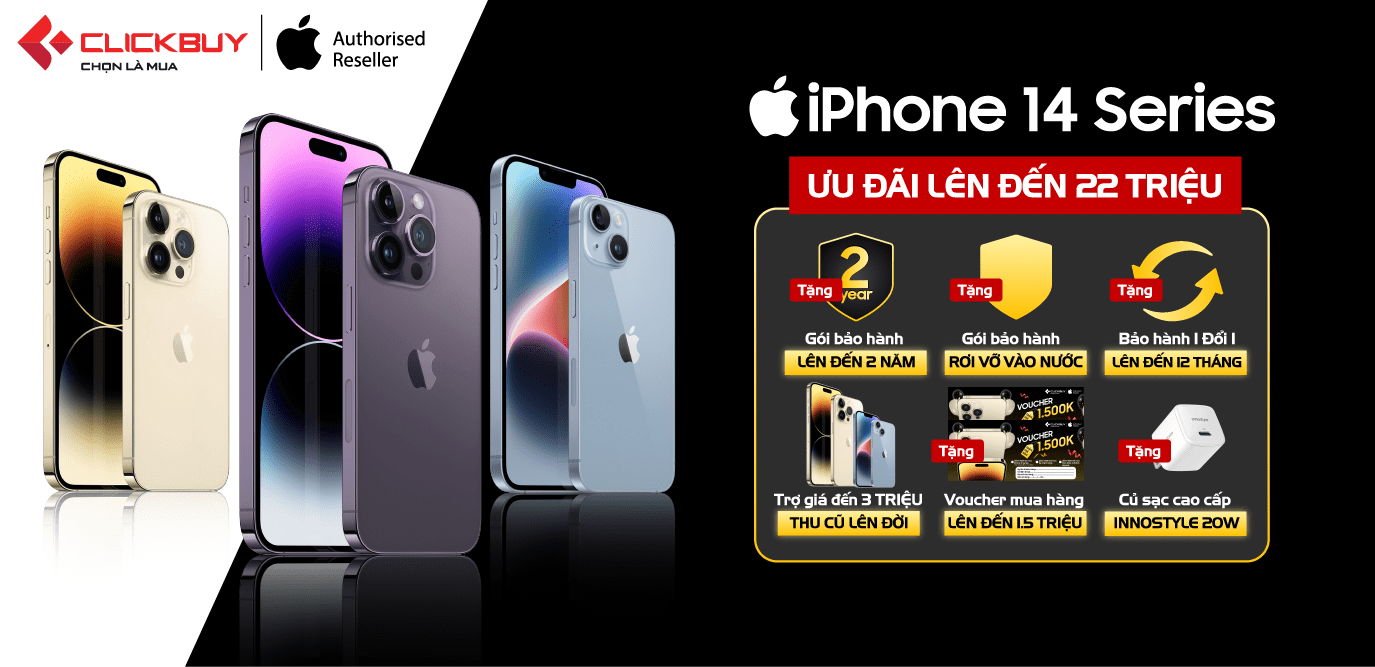 CLICKBUY
CHỌN LÀ MUA
Authorised
Reseller
iPhone 14 Series
ƯU ĐÃI LÊN ĐẾN 22 TRIỆU
2
year
Tặng
Gói bảo hành
LÊN ĐẾN 2 NĂM
Tặng
Gói bảo hành
RƠI VỠ VÀO NƯỚC
Tặng
Bảo hành 1 Đổi 1
LÊN ĐẾN 12 THÁNG
Trợ giá đến 3 TRIỆU
THU CŨ LÊN ĐỜI
CLICKBUY
VOUCHER
1.500K
VOUCHER
1.500K
Tặng
Voucher mua hàng
LÊN ĐẾN 1.5 TRIỆU
Tặng
Củ sạc cao cấp
INNOSTYLE 20W